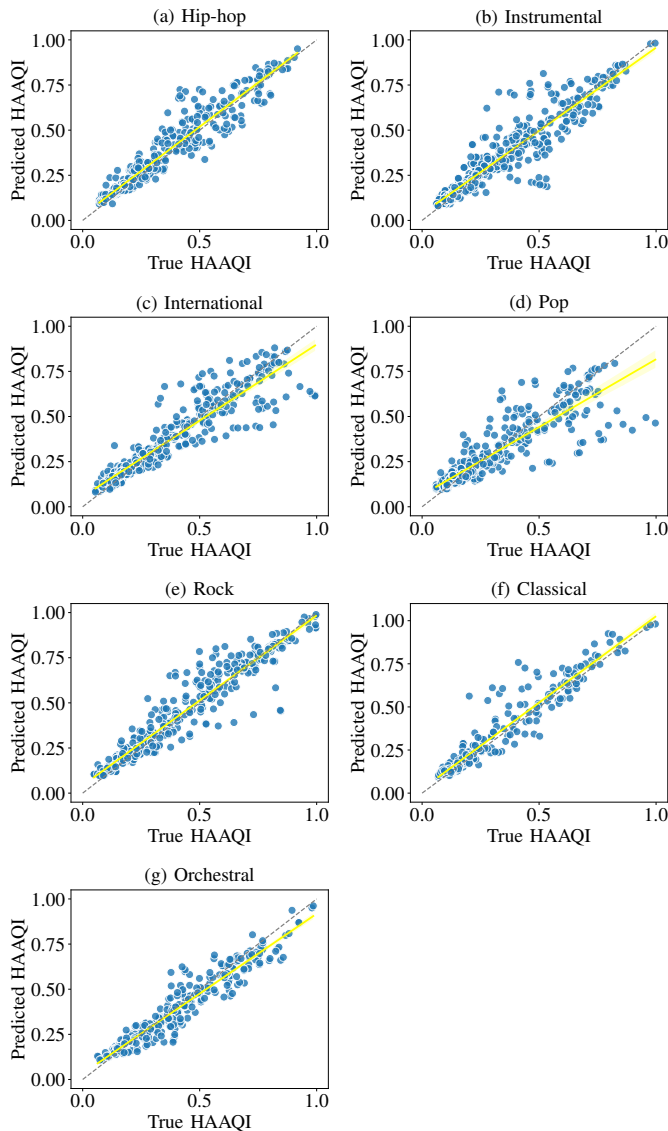 (a) Hip-hop
1.00
0.75
0.50
0.25
0.00
Predicted HAAQI
0.0 0.5 1.0
True HAAQI
(b) Instrumental
1.00
0.75
0.50
0.25
0.00
Predicted HAAQI
0.0 0.5 1.0
True HAAQI
(c) International
1.00
0.75
0.50
0.25
0.00
Predicted HAAQI
0.0 0.5 1.0
True HAAQI
(d) Pop
1.00
0.75
0.50
0.25
0.00
Predicted HAAQI
0.0 0.5 1.0
True HAAQI
(e) Rock
1.00
0.75
0.50
0.25
0.00
Predicted HAAQI
0.0 0.5 1.0
True HAAQI
(f) Classical
1.00
0.75
0.50
0.25
0.00
Predicted HAAQI
0.0 0.5 1.0
True HAAQI
(g) Orchestral
1.00
0.75
0.50
0.25
0.00
Predicted HAAQI
0.0 0.5 1.0
True HAAQI